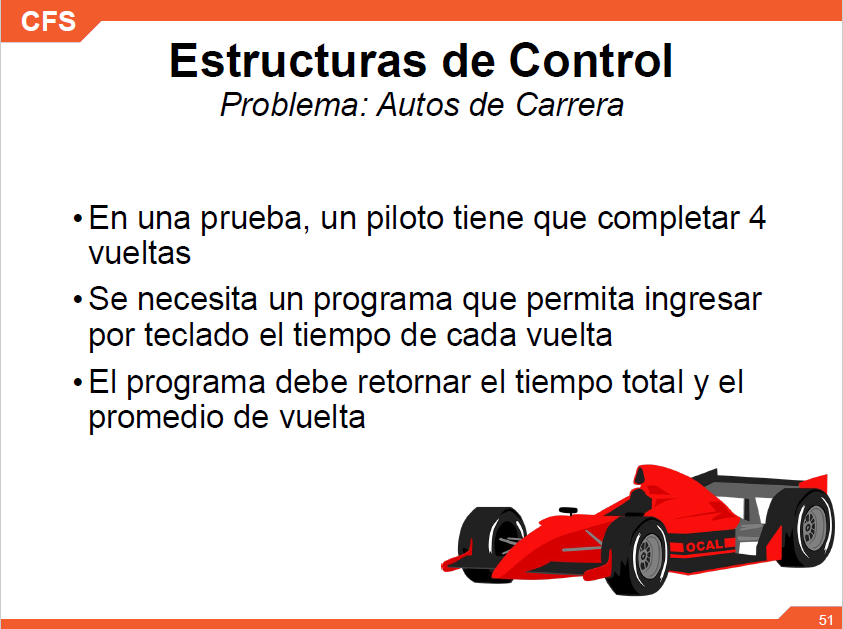 CFS
Estructuras de Control
Problema: Autos de Carrera
• En una prueba, un piloto tiene que completar 4
vueltas
• Se necesita un programa que permita ingresar
por teclado el tiempo de cada vuelta
• El programa debe retornar el tiempo total y el
promedio de vuelta
OCAL
51